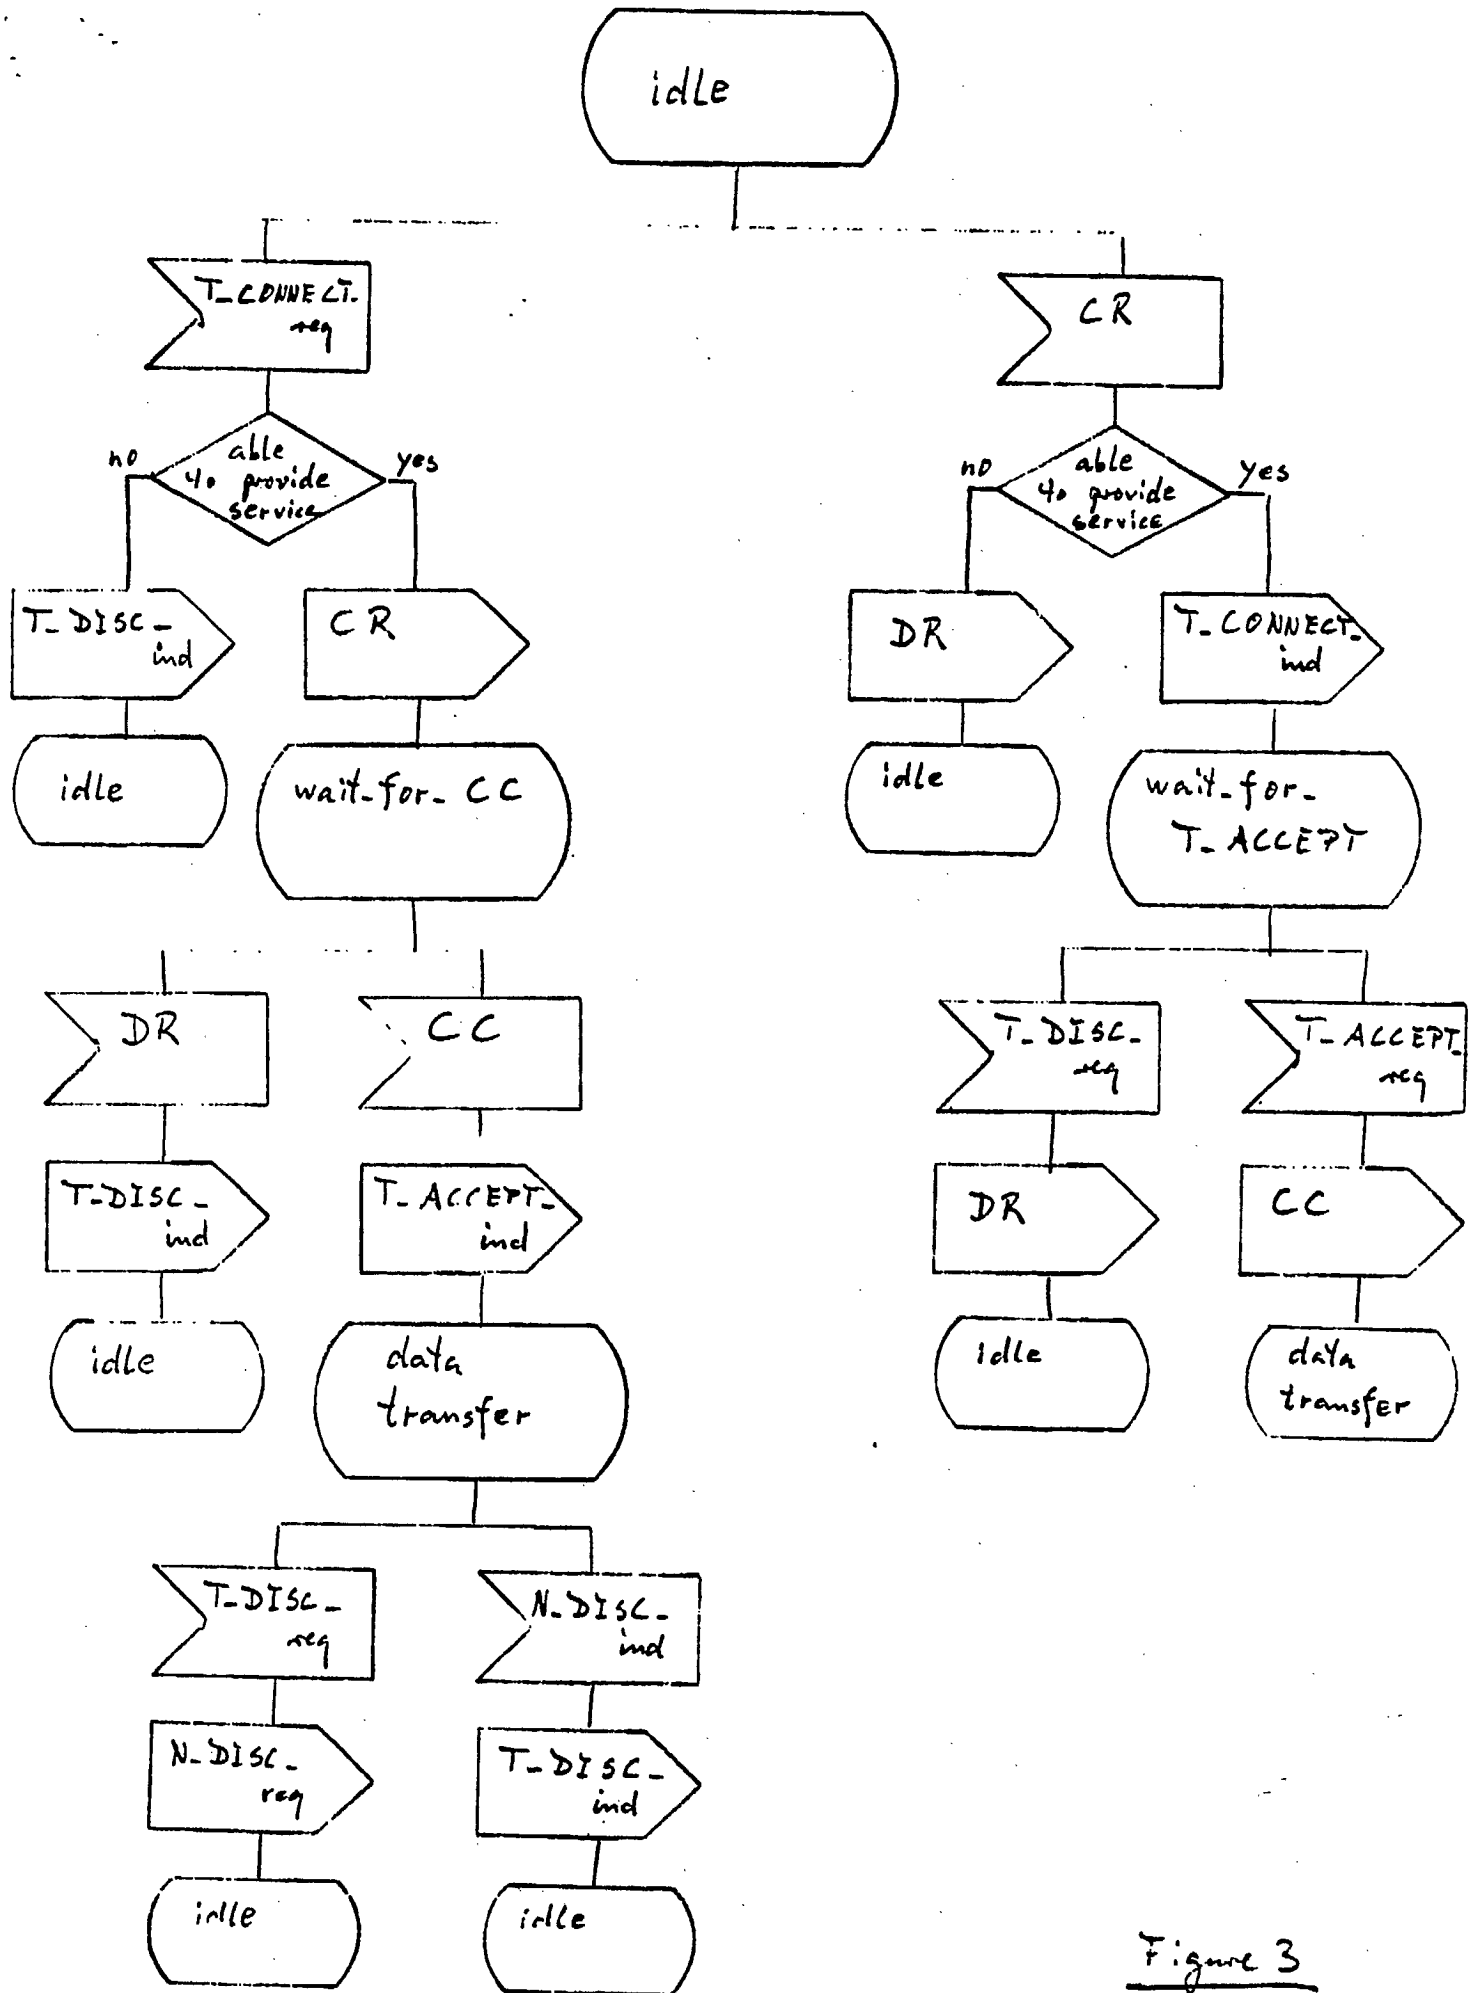 idle
T_CONNECT_
req
CR
no
able
to provide
service
yes
no
able
to provide
service
yes
T_DISC_
ind
CR
DR
T_CONNECT_
ind
idle
wait_for_CC
idle
wait_for_
T_ACCEPT
DR
CC
T_DISC_
req
T_ACCEPT_
req
T_DISC_
ind
T_ACCEPT_
ind
DR
CC
idle
data
transfer
idle
data
transfer
T_DISC_
req
N_DISC_
ind
N_DISC_
req
T_DISC_
ind
idle
idle
Figure 3